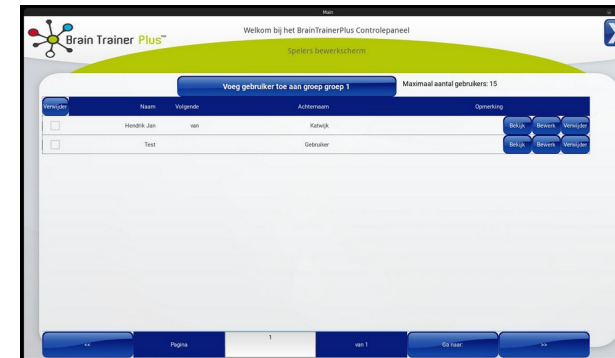 Main
Brain Trainer Plus™
Welkom bij het BrainTrainerPlus Controlepaneel
Spelers bewerkscherm
Voeg gebruiker toe aan groep groep 1
Maximaal aantal gebruikers: 15
Verwijder Naam Volgende Achternaam Opmerking
Hendrik Jan van Katwijk Bekijk Bewerk Verwijder
Test Gebruiker Bekijk Bewerk Verwijder
<< Pagina 1 van 1 Ga naar: >>